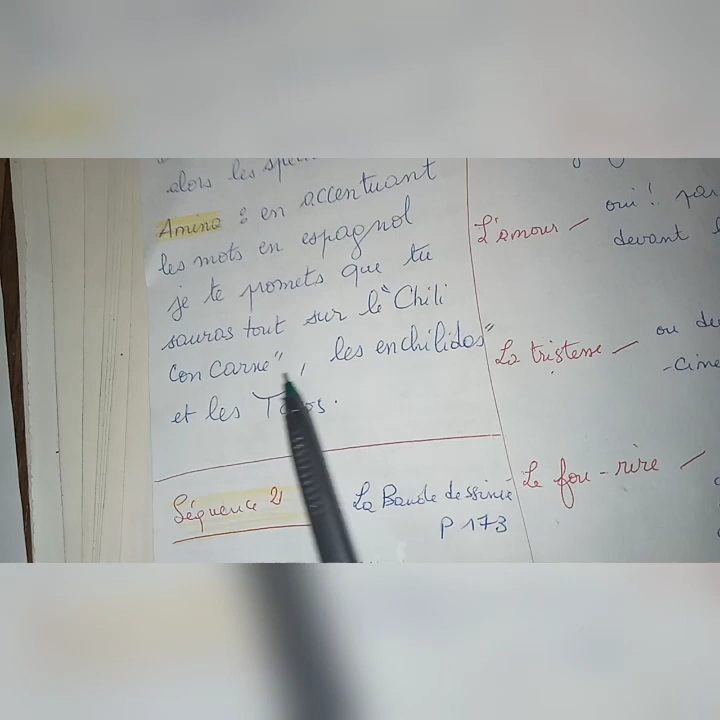 alors les
Amina : en accentuant
les mots en espagnol
je te promets que tu
sauras tout sur le "Chili
con carne", les enchilidas"
et les Tacos.
Séquence 2 La Bande dessinée
P 173
oui !
L'amour –
devant
ou
La tristesse –
Le fou-rire –